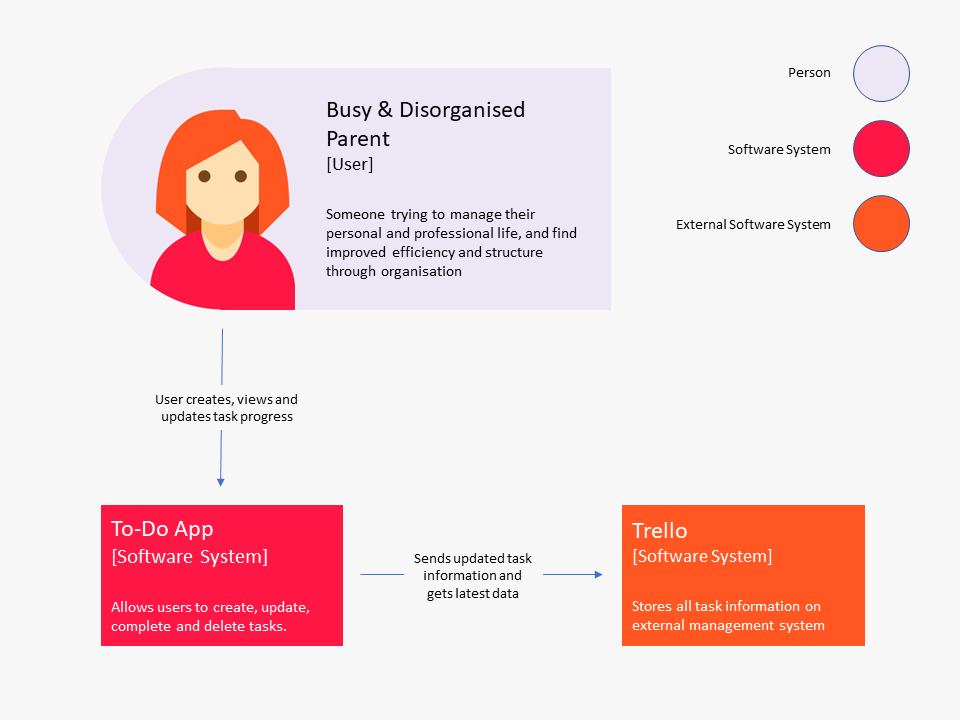 Busy & Disorganised
Parent
[User]
Someone trying to manage their
personal and professional life, and find
improved efficiency and structure
through organisation
Person
Software System
External Software System
User creates, views and
updates task progress
To-Do App
[Software System]
Allows users to create, update,
complete and delete tasks.
Sends updated task
information and
gets latest data
Trello
[Software System]
Stores all task information on
external management system